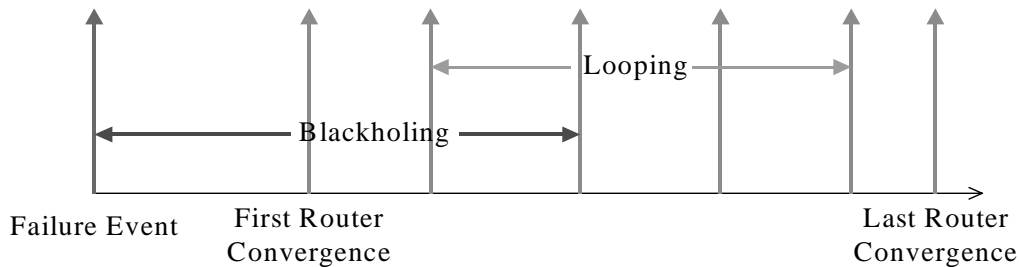 Looping
Blackholing
Failure Event
First Router
Convergence
Last Router
Convergence